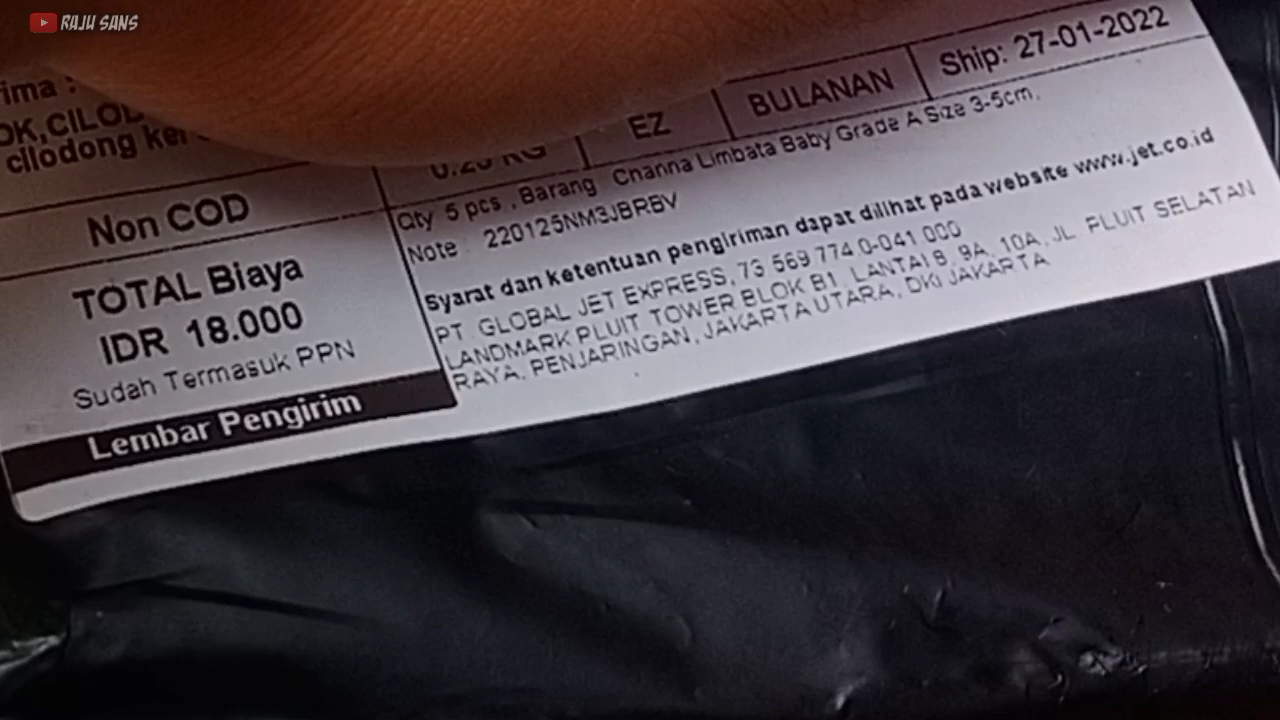 RAJU SANS
ima :
OK,CILOD
cilodong ke
Non COD
TOTAL Biaya
IDR 18.000
Sudah Termasuk PPN
Lembar Pengirim
EZ
BULANAN
Ship: 27-01-2022
Qty 5 pcs , Barang Channa Limbata Baby Grade A Size 3-5cm,
Note : 220125NM3JBRBV
Syarat dan ketentuan pengiriman dapat dilihat pada website www.jet.co.id
PT. GLOBAL JET EXPRESS, 73 569 774.0-041.000
LANDMARK PLUIT TOWER BLOK B1, LANTAI 8, 9A, 10A, JL. PLUIT SELATAN
RAYA, PENJARINGAN, JAKARTA UTARA, DKI JAKARTA